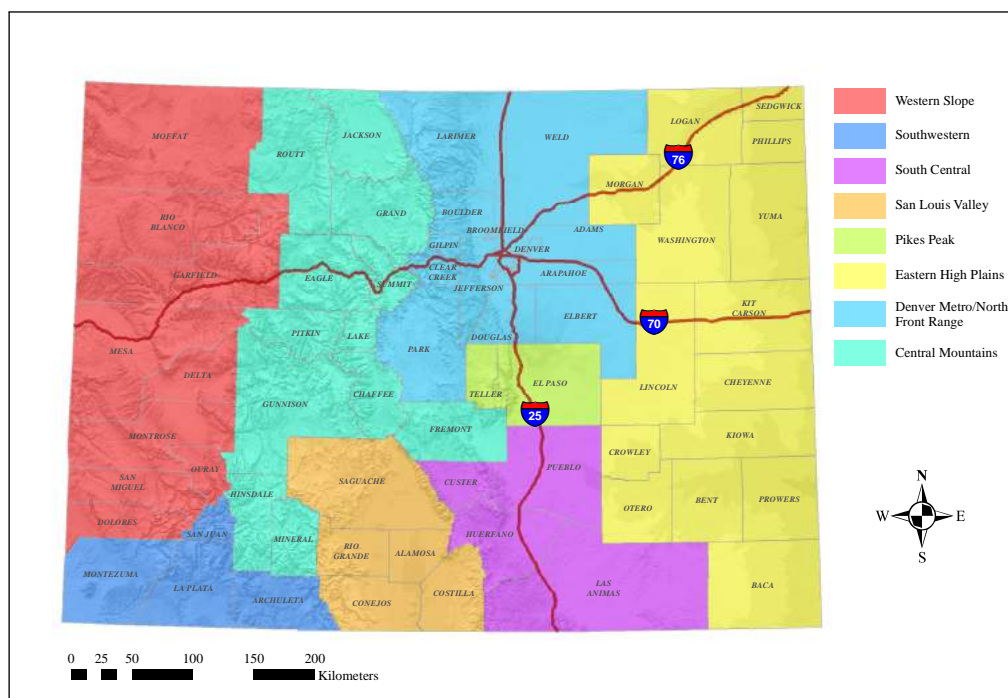 MOFFAT
ROUTT
JACKSON
LARIMER
WELD
LOGAN
SEDGWICK
PHILLIPS
76
MORGAN
RIO
BLANCO
GRAND
BOULDER
BROOMFIELD
ADAMS
WASHINGTON
YUMA
GILPIN
DENVER
GARFIELD
EAGLE
SUMMIT
CLEAR
CREEK
JEFFERSON
ARAPAHOE
KIT
CARSON
70
MESA
PITKIN
LAKE
PARK
DOUGLAS
ELBERT
DELTA
GUNNISON
CHAFFEE
TELLER
EL PASO
LINCOLN
CHEYENNE
25
MONTROSE
FREMONT
KIOWA
CROWLEY
OURAY
SAN
MIGUEL
HINSDALE
SAGUACHE
CUSTER
PUEBLO
OTERO
BENT
PROWERS
DOLORES
SAN JUAN
MINERAL
RIO
GRANDE
ALAMOSA
HUERFANO
MONTEZUMA
LA PLATA
ARCHULETA
CONEJOS
COSTILLA
LAS
ANIMAS
BACA
Western Slope
Southwestern
South Central
San Louis Valley
Pikes Peak
Eastern High Plains
Denver Metro/North
Front Range
Central Mountains
N
W E
S
0 25 50 100 150 200
Kilometers